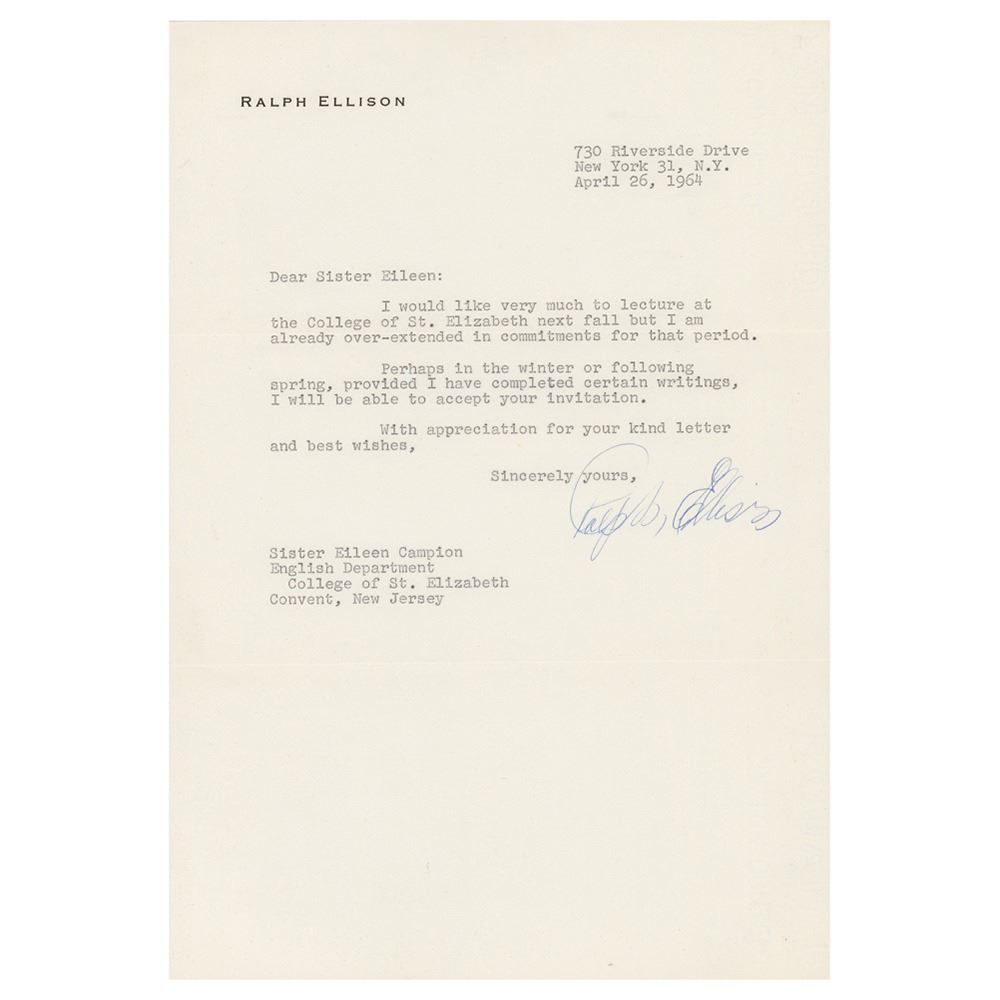 RALPH ELLISON
730 Riverside Drive
New York 31, N.Y.
April 26, 1964
Dear Sister Eileen:
I would like very much to lecture at
the College of St. Elizabeth next fall but I am
already over-extended in commitments for that period.
Perhaps in the winter or following
spring, provided I have completed certain writings,
I will be able to accept your invitation.
With appreciation for your kind letter
and best wishes,
Sincerely yours,
Ralph Ellison
Sister Eileen Campion
English Department
College of St. Elizabeth
Convent, New Jersey